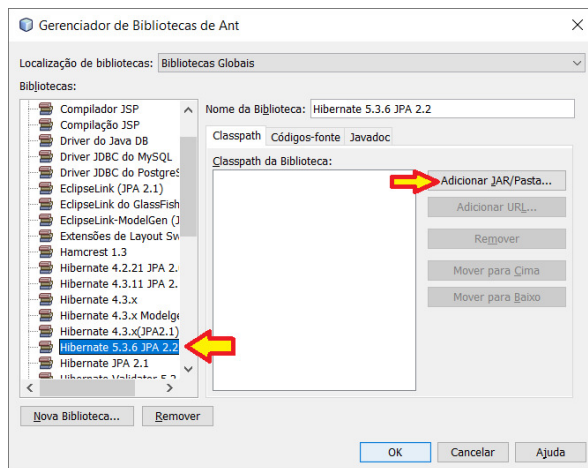 Gerenciador de Bibliotecas de Ant
Localização de bibliotecas: Bibliotecas Globais
Bibliotecas:
Compilador JSP
Compilação JSP
Driver do Java DB
Driver JDBC do MySQL
Driver JDBC do PostgreS
EclipseLink (JPA 2.1)
EclipseLink do GlassFish
EclipseLink-ModelGen (J
Extensões de Layout Sw
Hamcrest 1.3
Hibernate 4.2.21 JPA 2.
Hibernate 4.3.11 JPA 2.
Hibernate 4.3.x
Hibernate 4.3.x Modelge
Hibernate 4.3.x(JPA2.1)
Hibernate 5.3.6 JPA 2.2
Hibernate JPA 2.1
Hibernate Validator 5.2
Nova Biblioteca... Remover
Nome da Biblioteca: Hibernate 5.3.6 JPA 2.2
Classpath Códigos-fonte Javadoc
Classpath da Biblioteca:
Adicionar JAR/Pasta...
Adicionar URL...
Remover
Mover para Cima
Mover para Baixo
OK Cancelar Ajuda